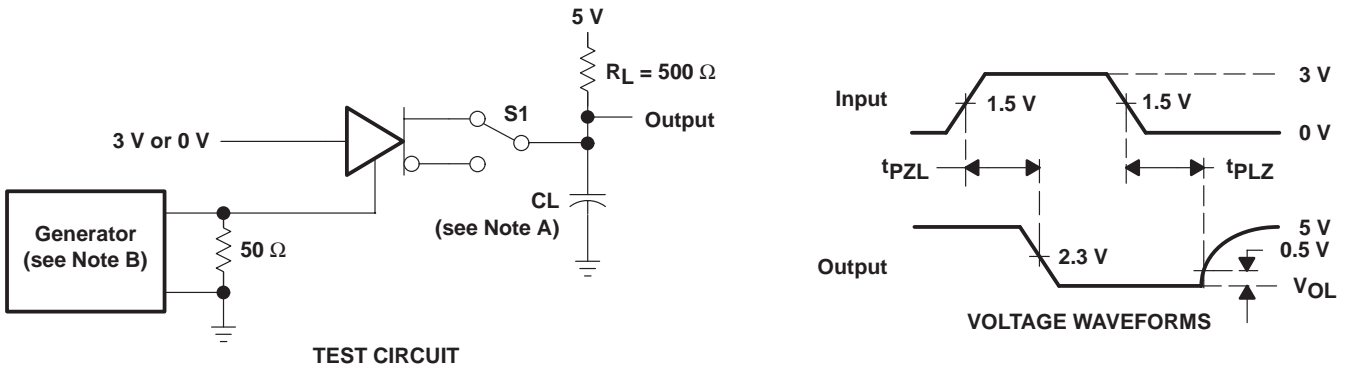 5 V
RL = 500 Ω
S1
Output
3 V or 0 V
CL
(see Note A)
Generator
(see Note B)
50 Ω
TEST CIRCUIT
3 V
Input
1.5 V
1.5 V
0 V
tPZL
tPLZ
5 V
0.5 V
Output
2.3 V
VOL
VOLTAGE WAVEFORMS